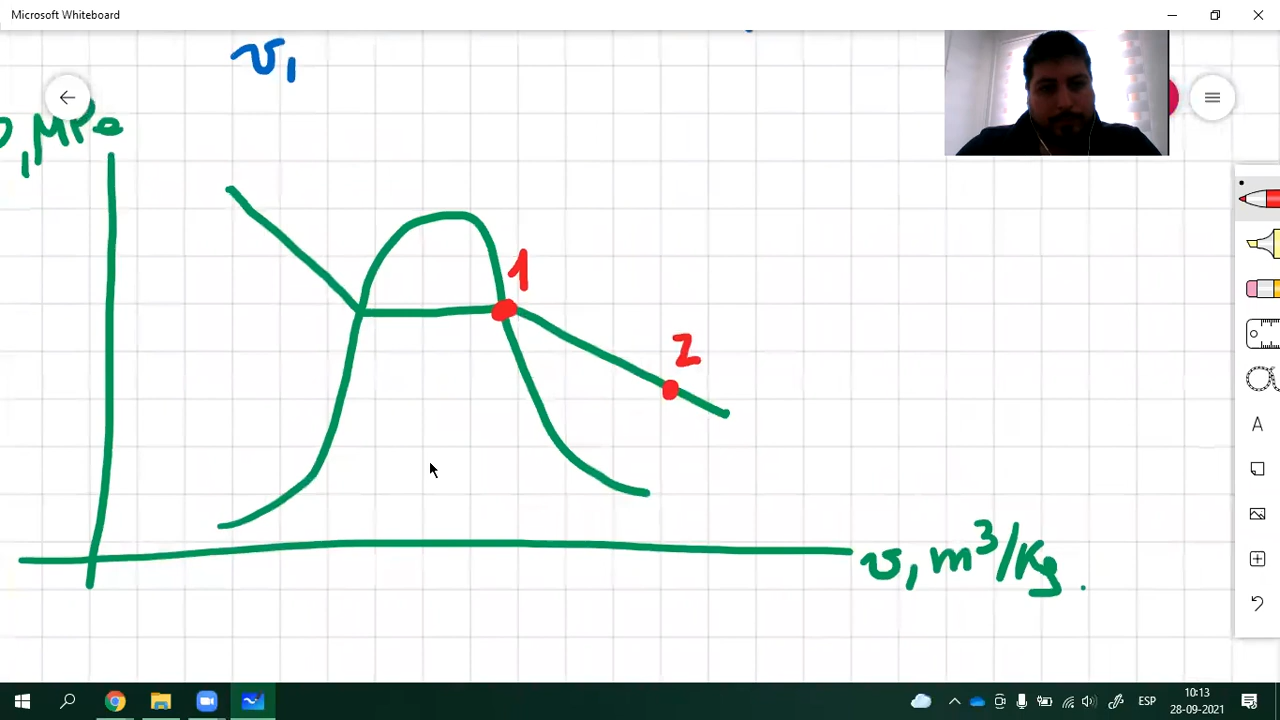 Microsoft Whiteboard
v1
P, MPa
1
2
v, m³/Kg.
A
ESP
10:13
28-09-2021